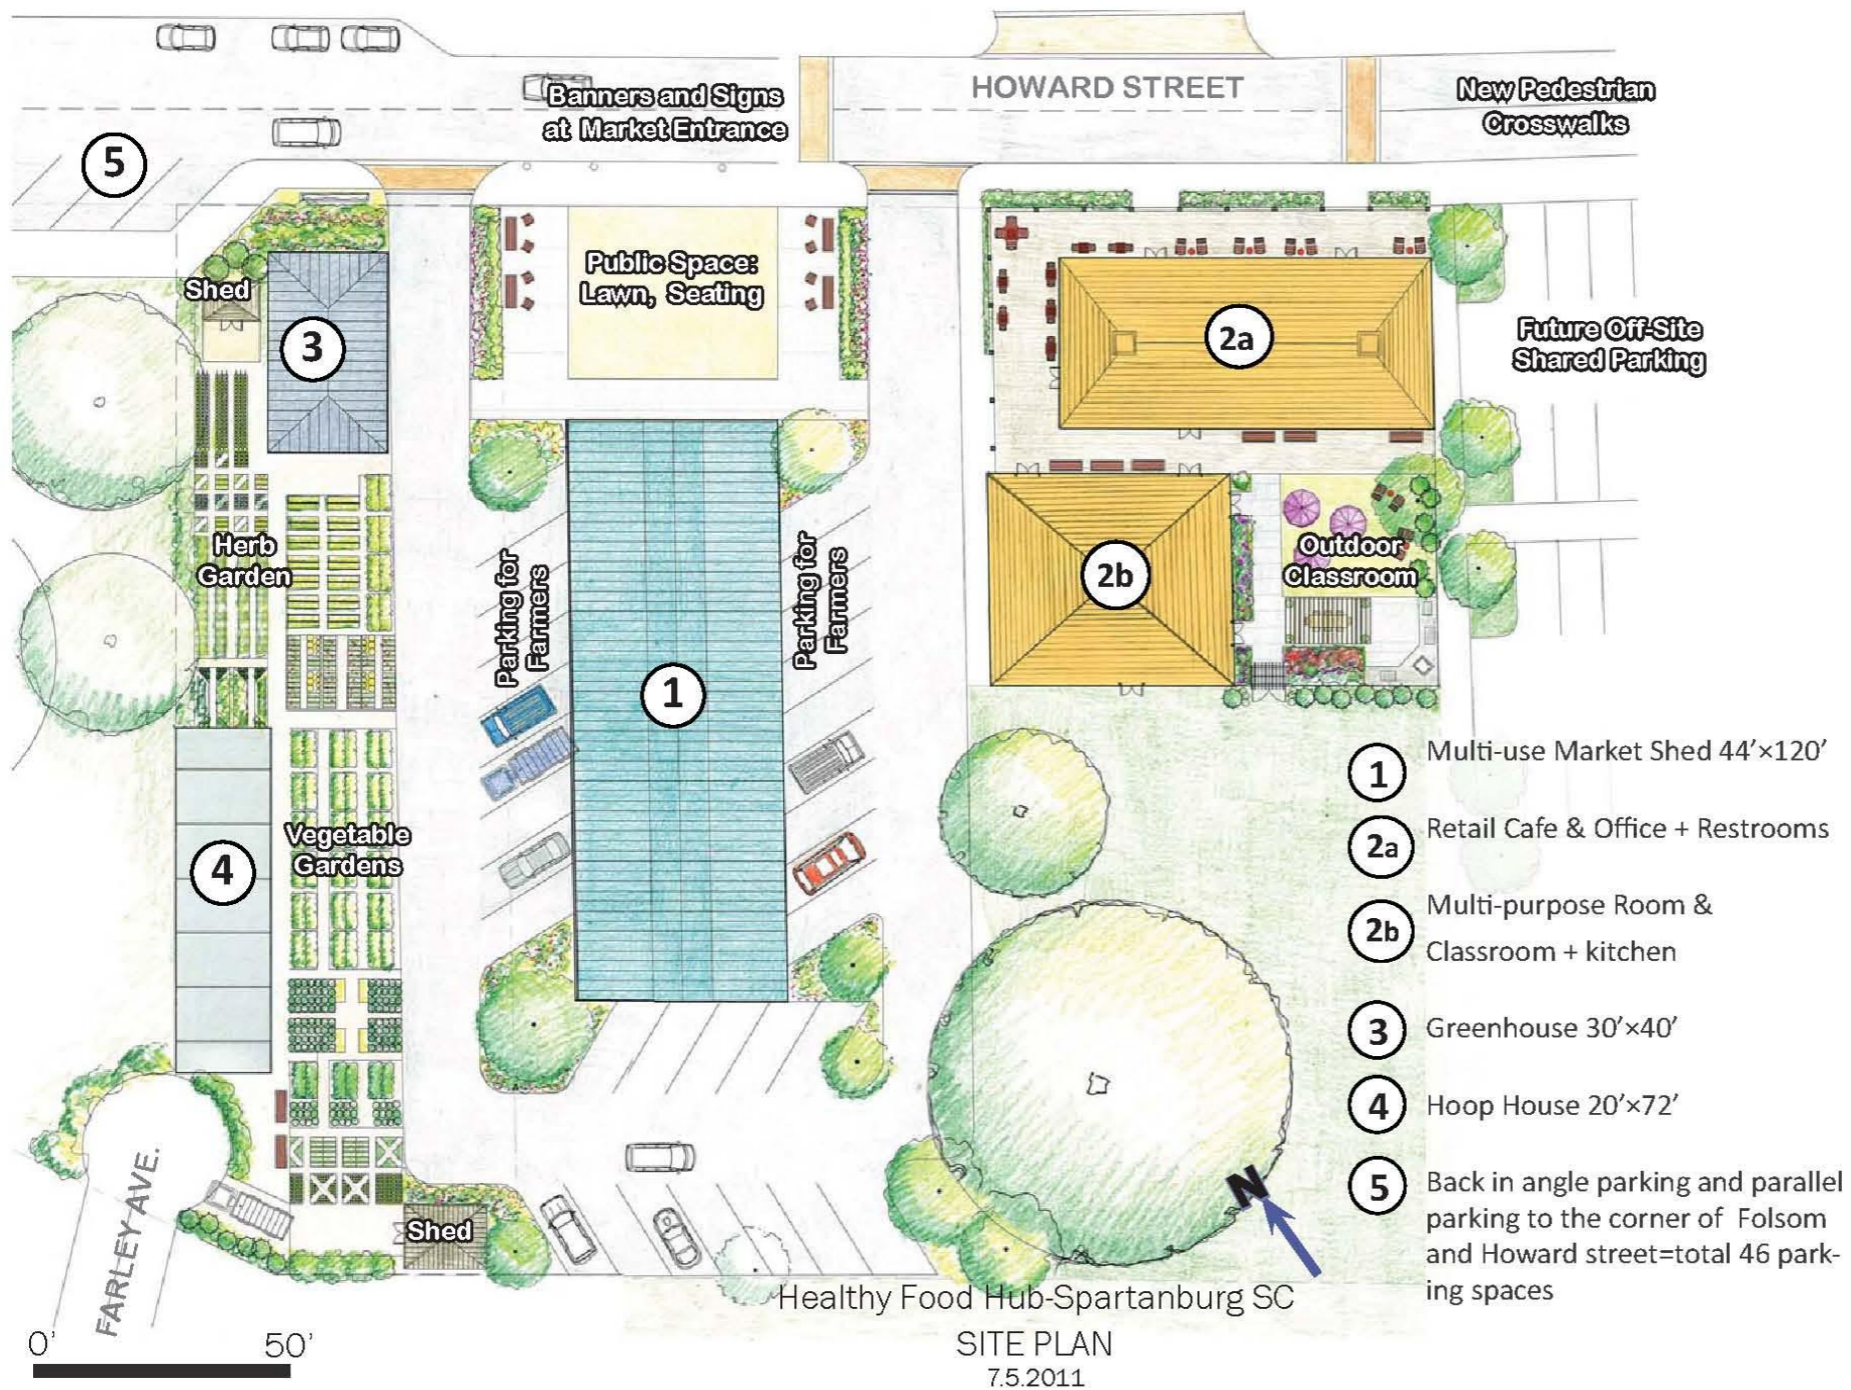 HOWARD STREET
Banners and Signs
at Market Entrance
New Pedestrian
Crosswalks
5
Shed
3
Public Space:
Lawn, Seating
2a
Future Off-Site
Shared Parking
Herb
Garden
Parking for
Farmers
Parking for
Farmers
2b
Outdoor
Classroom
1
4
Vegetable
Gardens
1
Multi-use Market Shed 44'×120'
2a
Retail Cafe & Office + Restrooms
2b
Multi-purpose Room &
Classroom + kitchen
3
Greenhouse 30'×40'
4
Hoop House 20'×72'
5
Back in angle parking and parallel
parking to the corner of Folsom
and Howard street=total 46 park-
ing spaces
N
FARLEY AVE.
Shed
0'
50'
Healthy Food Hub-Spartanburg SC
SITE PLAN
7.5.2011